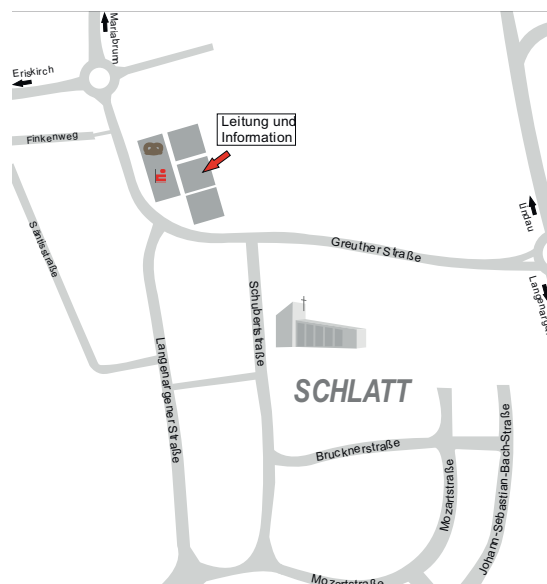 Mariabrunn
Eriskirch
Leitung und
Information
Finkenweg
Säntisstraße
Lindau
Greuther Straße
Schubertstraße
SCHLATT
Langenargener Straße
Brucknerstraße
Mozartstraße
Johann-Sebastian-Bach-Straße
Mozartstraße